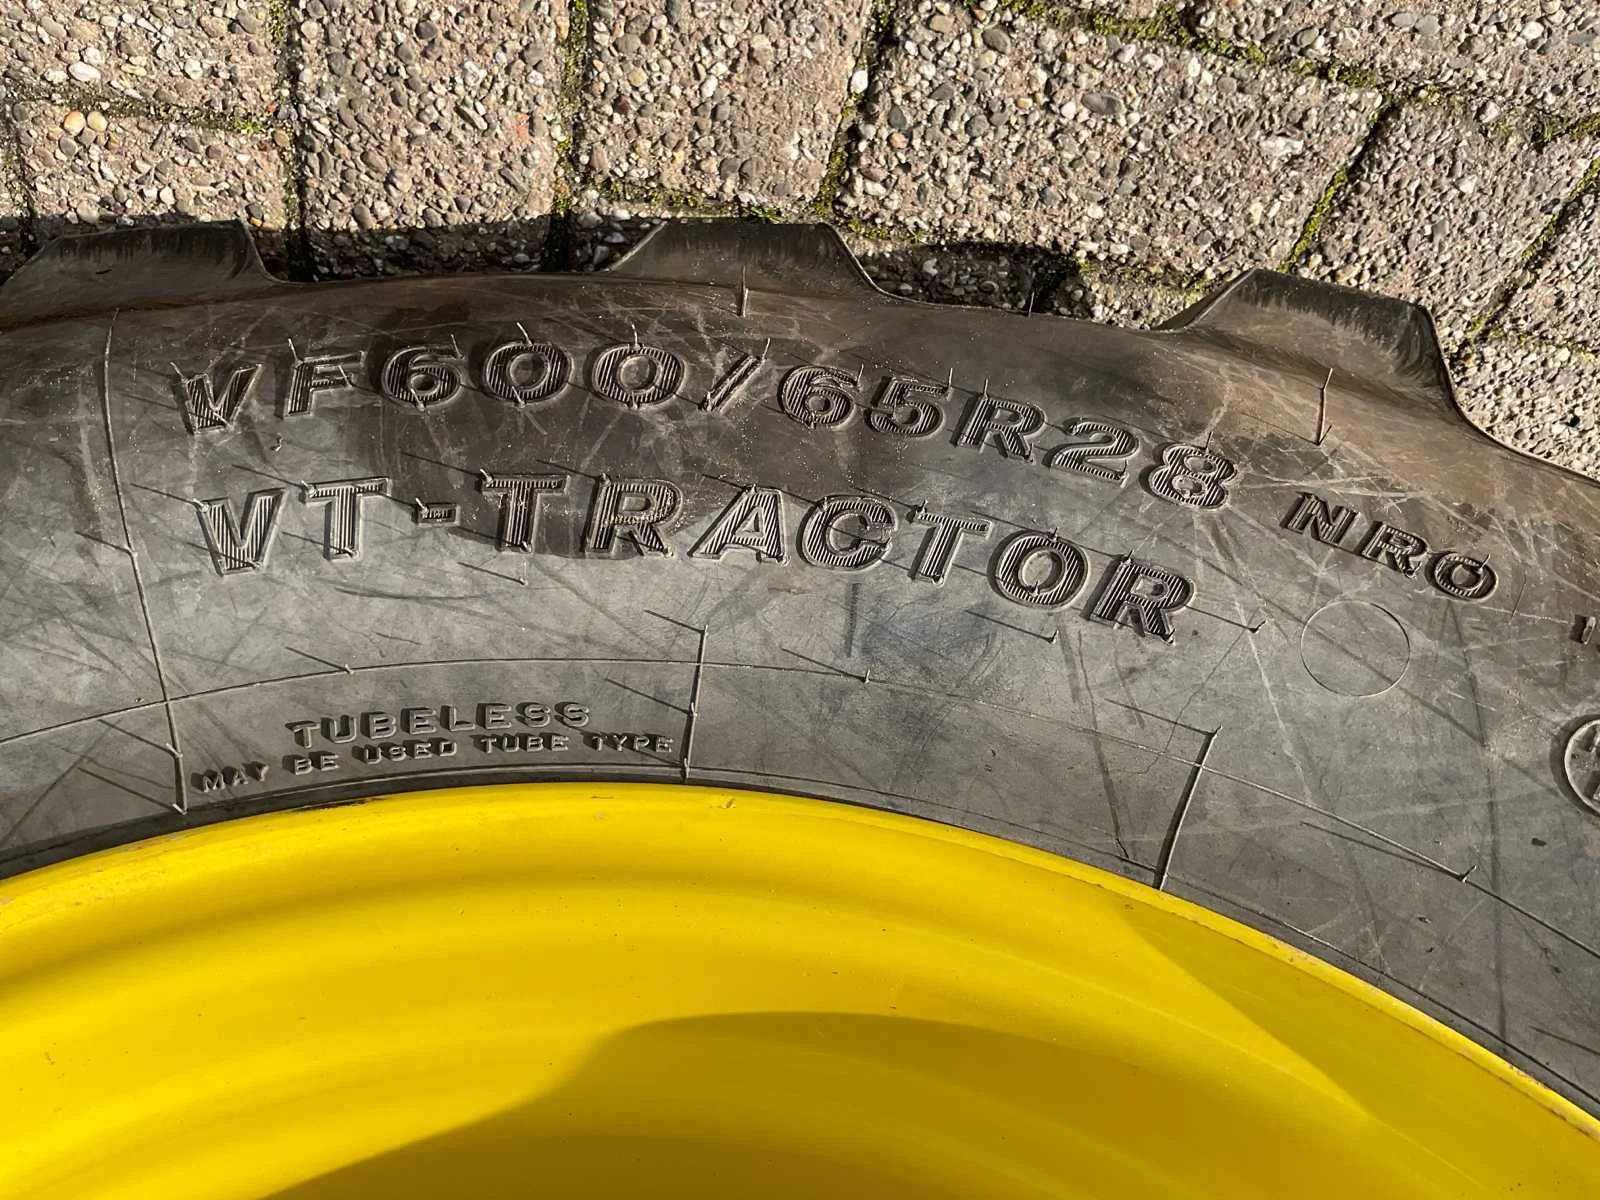 VF600/65R28 NRO
VT-TRACTOR
TUBELESS
MAY BE USED TUBE TYPE